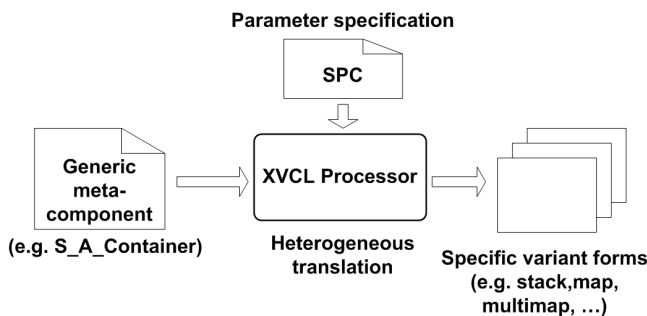 Parameter specification
SPC
Generic
meta-
component
(e.g. S_A_Container)
XVCL Processor
Heterogeneous
translation
Specific variant forms
(e.g. stack,map,
multimap, …)